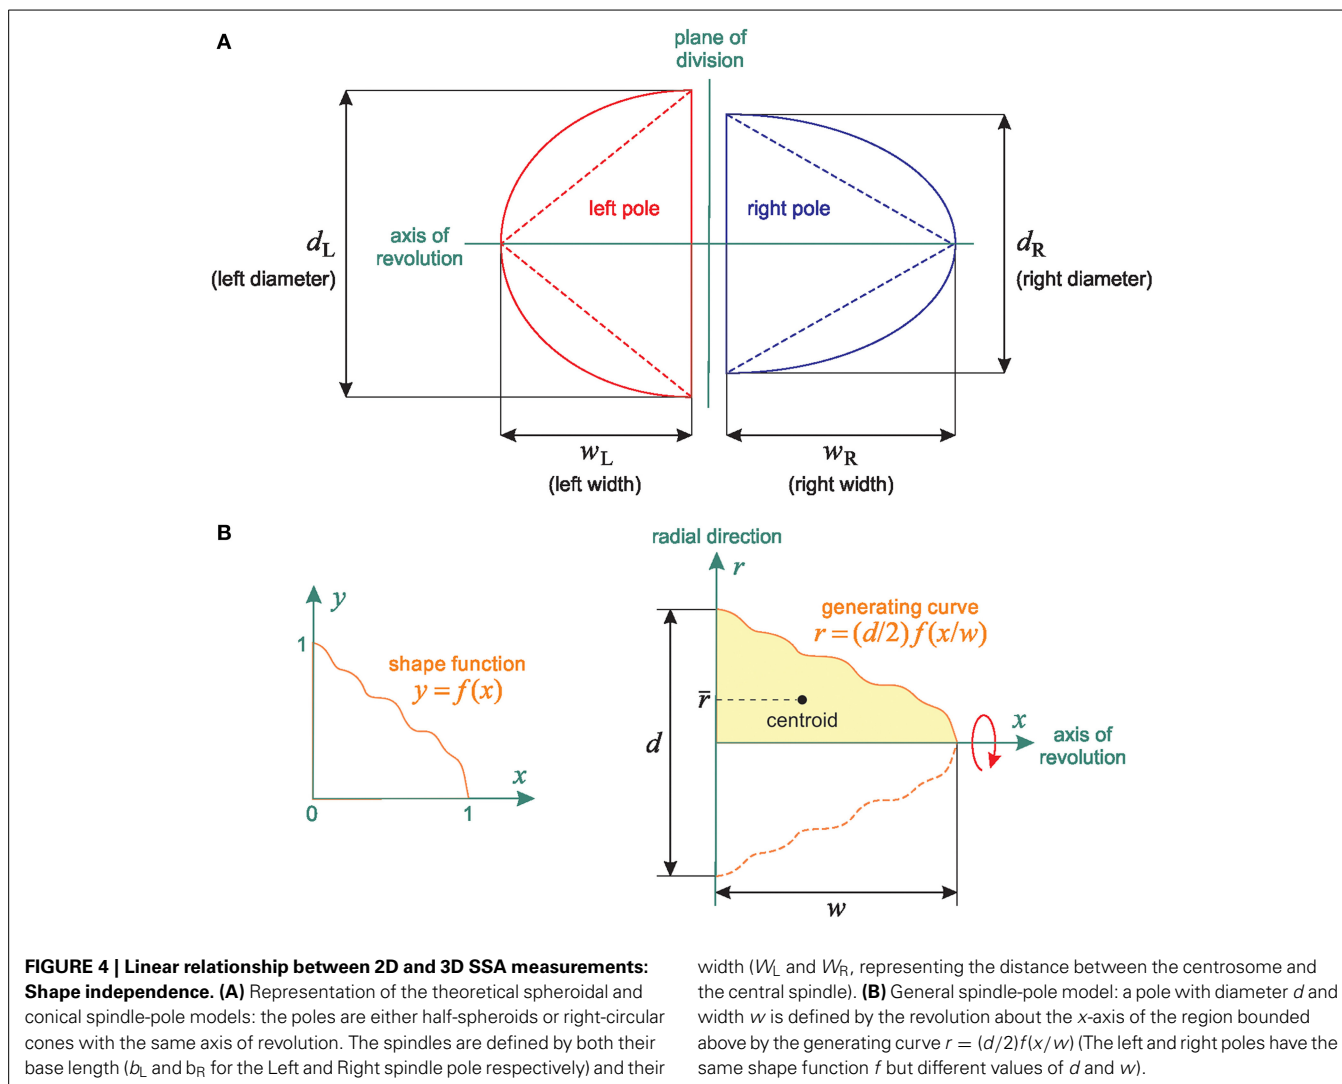 A
plane of
division
left pole
right pole
axis of
revolution
d_L
(left diameter)
d_R
(right diameter)
w_L
(left width)
w_R
(right width)
B
radial direction
y
1
shape function
y = f(x)
x
0
1
r
generating curve
r = (d/2) f(x/w)
r̄
centroid
d
x
axis of
revolution
w
FIGURE 4 | Linear relationship between 2D and 3D SSA measurements:
Shape independence. (A) Representation of the theoretical spheroidal and
conical spindle-pole models: the poles are either half-spheroids or right-circular
cones with the same axis of revolution. The spindles are defined by both their
base length (b_L and b_R for the Left and Right spindle pole respectively) and their
width (W_L and W_R, representing the distance between the centrosome and
the central spindle). (B) General spindle-pole model: a pole with diameter d and
width w is defined by the revolution about the x-axis of the region bounded
above by the generating curve r = (d/2)f(x/w) (The left and right poles have the
same shape function f but different values of d and w).